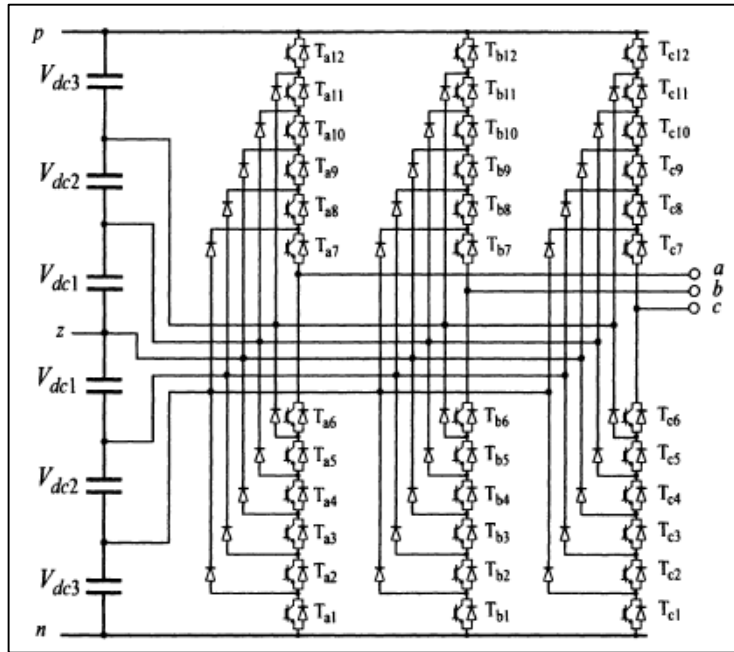 p
T_a12 T_b12 T_c12
V_dc3
T_a11 T_b11 T_c11
T_a10 T_b10 T_c10
V_dc2
T_a9 T_b9 T_c9
T_a8 T_b8 T_c8
T_a7 T_b7 T_c7
V_dc1
a
b
c
z
V_dc1
T_a6 T_b6 T_c6
T_a5 T_b5 T_c5
V_dc2
T_a4 T_b4 T_c4
T_a3 T_b3 T_c3
T_a2 T_b2 T_c2
V_dc3
T_a1 T_b1 T_c1
n